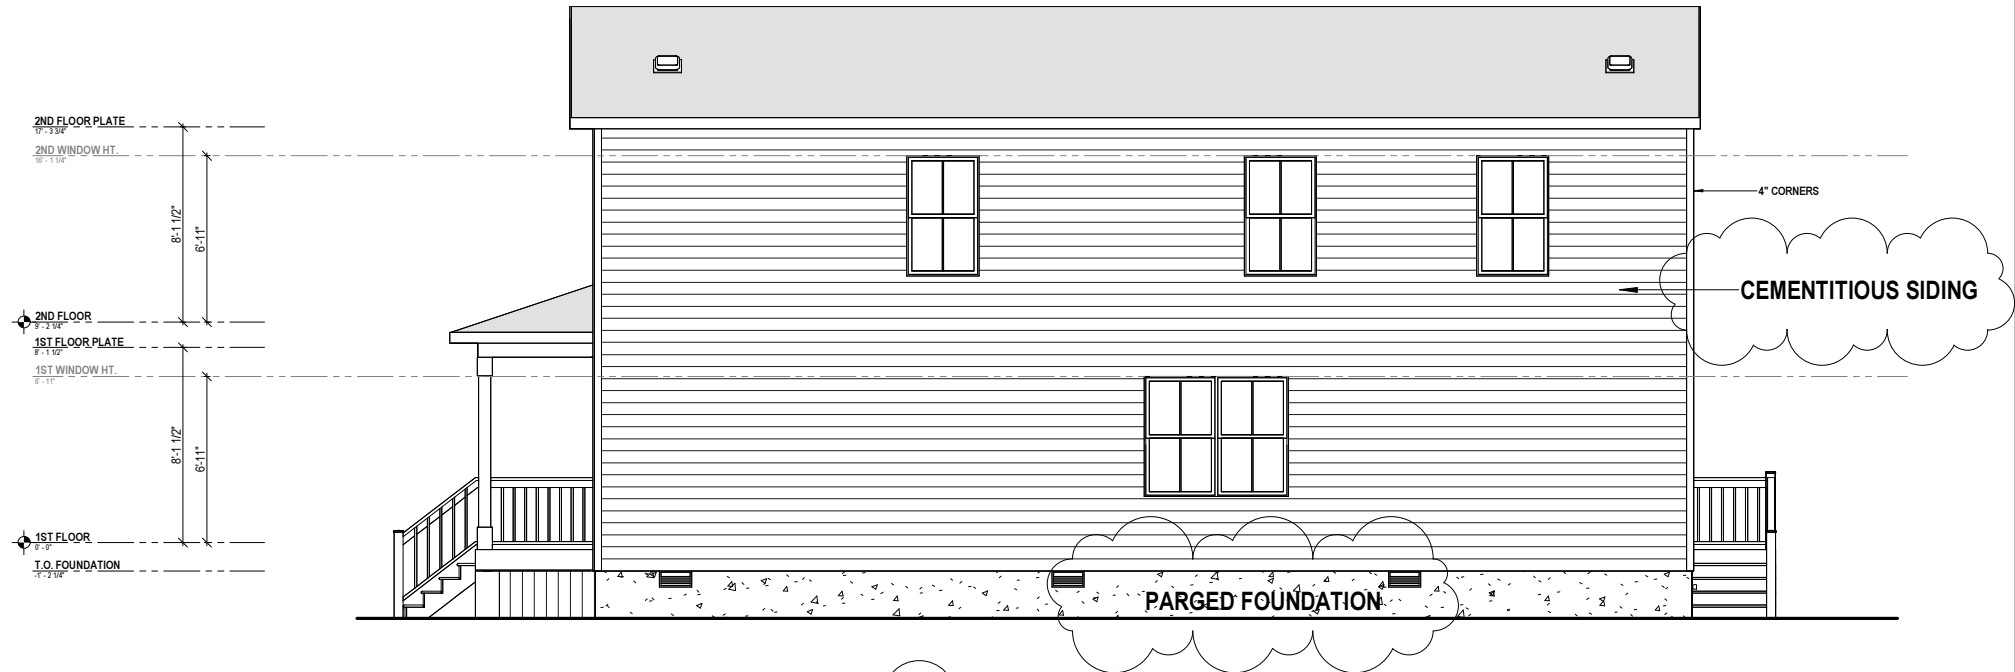 2ND FLOOR PLATE
17' - 3 3/4"
2ND WINDOW HT.
16' - 1 1/4"
8'-1 1/2"
6'-11"
4" CORNERS
CEMENTITIOUS SIDING
2ND FLOOR
9' - 2 1/4"
1ST FLOOR PLATE
8' - 1 1/2"
1ST WINDOW HT.
6' - 11"
8'-1 1/2"
6'-11"
1ST FLOOR
0' - 0"
T.O. FOUNDATION
-1' - 2 1/4"
PARGED FOUNDATION